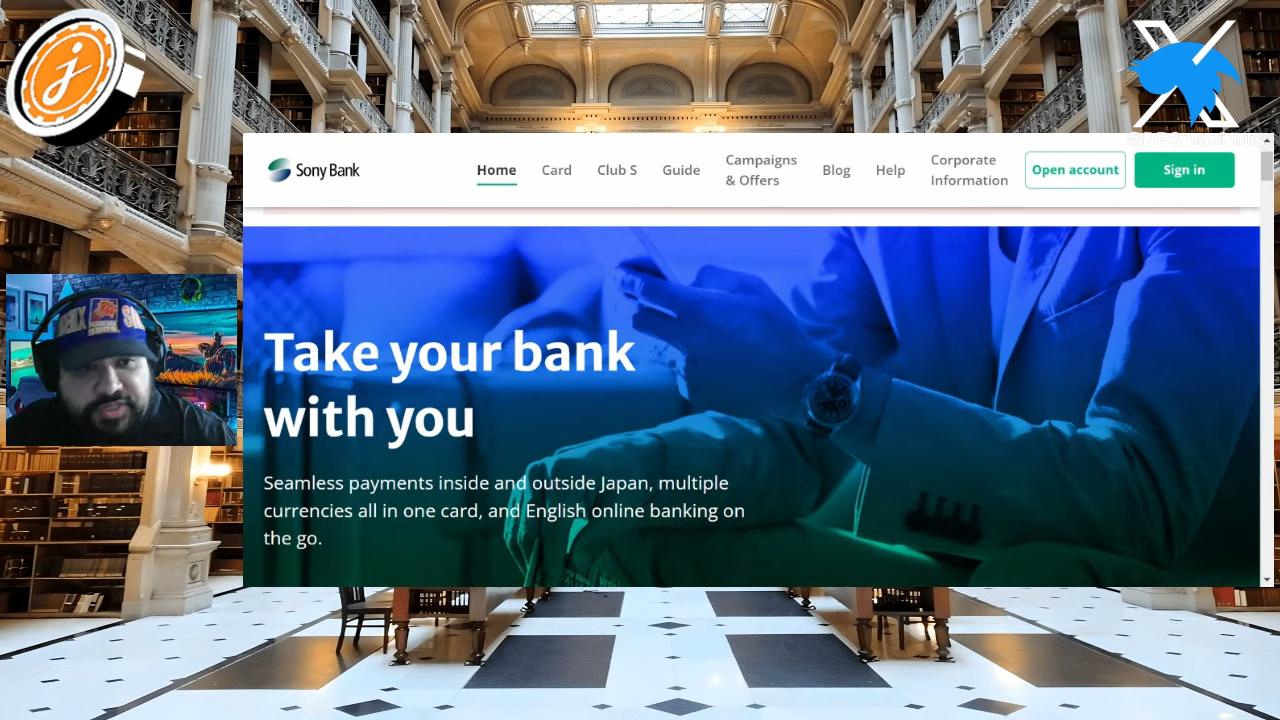 j
Sony Bank
Home
Card
Club S
Guide
Campaigns
& Offers
Blog
Help
Corporate
Information
Open account
Sign in
Take your bank
with you
Seamless payments inside and outside Japan, multiple
currencies all in one card, and English online banking on
the go.